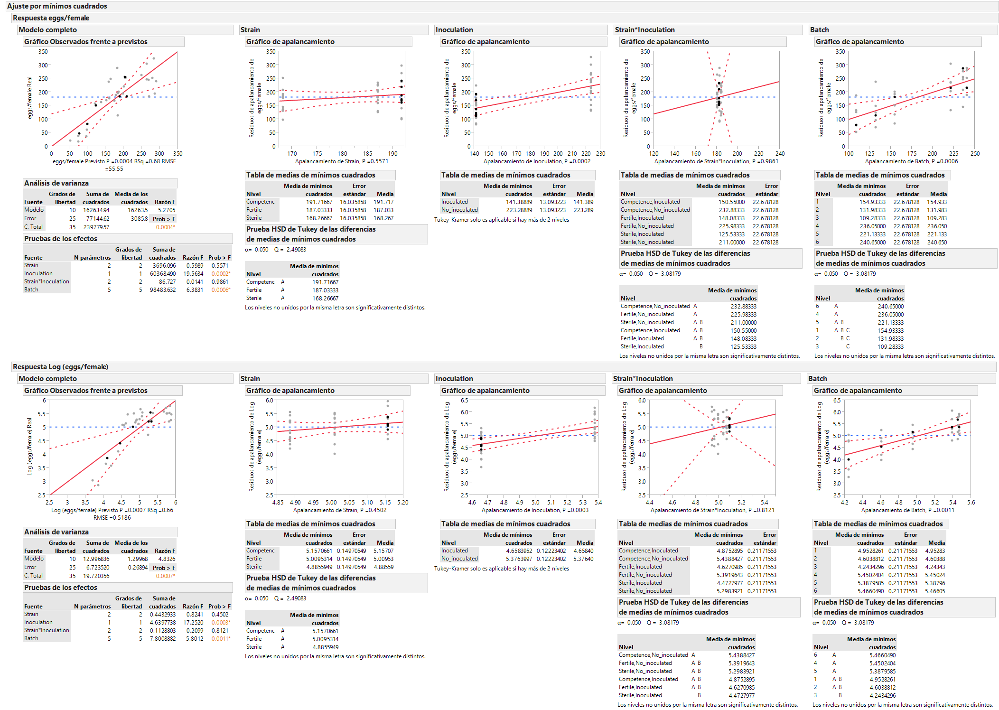 Ajuste por mínimos cuadrados
Respuesta eggs/female
Modelo completo
Gráfico Observados frente a previstos
eggs/female Real
350
300
250
200
150
100
50
0
0 50 100 150 200 250 300 350
eggs/female Previsto P =0.0004 RSq =0.68 RMSE
=55.55
Análisis de varianza
Grados de Suma de Media de los
Fuente libertad cuadrados cuadrados Razón F
Modelo 10 162634.94 16263.5 5.2705
Error 25 77144.62 3085.8 Prob > F
C. Total 35 239779.57 0.0004*
Pruebas de los efectos
Grados de Suma de
Fuente N parámetros libertad cuadrados Razón F Prob > F
Strain 2 2 3696.096 0.5989 0.5571
Inoculation 1 1 60368.490 19.5634 0.0002*
Strain*Inoculation 2 2 86.727 0.0141 0.9861
Batch 5 5 98483.632 6.3831 0.0006*
Strain
Gráfico de apalancamiento
Residuos de apalancamiento de
eggs/female
350
300
250
200
150
100
50
0
170 175 180 185 190
Apalancamiento de Strain, P =0.5571
Tabla de medias de mínimos cuadrados
Media de mínimos Error
Nivel cuadrados estándar Media
Competenc 191.71667 16.035858 191.717
Fertile 187.03333 16.035858 187.033
Sterile 168.26667 16.035858 168.267
Prueba HSD de Tukey de las diferencias
de medias de mínimos cuadrados
α= 0.050 Q = 2.49083
Media de mínimos
Nivel cuadrados
Competenc A 191.71667
Fertile A 187.03333
Sterile A 168.26667
Los niveles no unidos por la misma letra son significativamente distintos.
Inoculation
Gráfico de apalancamiento
Residuos de apalancamiento de
eggs/female
350
300
250
200
150
100
50
0
140 150 160 170 180 190 200 210 220 230
Apalancamiento de Inoculation, P =0.0002
Tabla de medias de mínimos cuadrados
Media de mínimos Error
Nivel cuadrados estándar Media
Inoculated 141.38889 13.093223 141.389
No_inoculated 223.28889 13.093223 223.289
Tukey-Kramer solo es aplicable si hay más de 2 niveles
Strain*Inoculation
Gráfico de apalancamiento
Residuos de apalancamiento de
eggs/female
350
300
250
200
150
100
50
0
120 140 160 180 200 220 240
Apalancamiento de Strain*Inoculation, P =0.9861
Tabla de medias de mínimos cuadrados
Media de mínimos Error
Nivel cuadrados estándar
Competence,Inoculated 150.55000 22.678128
Competence,No_inoculated 232.88333 22.678128
Fertile,Inoculated 148.08333 22.678128
Fertile,No_inoculated 225.98333 22.678128
Sterile,Inoculated 125.53333 22.678128
Sterile,No_inoculated 211.00000 22.678128
Prueba HSD de Tukey de las diferencias
de medias de mínimos cuadrados
α= 0.050 Q = 3.08179
Media de mínimos
Nivel cuadrados
Competence,No_inoculated A 232.88333
Fertile,No_inoculated A 225.98333
Sterile,No_inoculated A B 211.00000
Competence,Inoculated A B 150.55000
Fertile,Inoculated A B 148.08333
Sterile,Inoculated B 125.53333
Los niveles no unidos por la misma letra son significativamente distintos.
Batch
Gráfico de apalancamiento
Residuos de apalancamiento de
eggs/female
350
300
250
200
150
100
50
0
100 125 150 175 200 225 250
Apalancamiento de Batch, P =0.0006
Tabla de medias de mínimos cuadrados
Media de mínimos Error
Nivel cuadrados estándar Media
1 154.93333 22.678128 154.933
2 131.98333 22.678128 131.983
3 109.28333 22.678128 109.283
4 236.05000 22.678128 236.050
5 221.13333 22.678128 221.133
6 240.65000 22.678128 240.650
Prueba HSD de Tukey de las diferencias
de medias de mínimos cuadrados
α= 0.050 Q = 3.08179
Media de mínimos
Nivel cuadrados
6 A 240.65000
4 A 236.05000
5 A B 221.13333
1 A B C 154.93333
2 B C 131.98333
3 C 109.28333
Los niveles no unidos por la misma letra son significativamente distintos.
Respuesta Log (eggs/female)
Modelo completo
Gráfico Observados frente a previstos
Log (eggs/female) Real
6
5.5
5
4.5
4
3.5
3
2.5
2.5 3 3.5 4 4.5 5 5.5 6
Log (eggs/female) Previsto P =0.0007 RSq =0.66
RMSE =0.5186
Análisis de varianza
Grados de Suma de Media de los
Fuente libertad cuadrados cuadrados Razón F
Modelo 10 12.996836 1.29968 4.8326
Error 25 6.723520 0.26894 Prob > F
C. Total 35 19.720356 0.0007*
Pruebas de los efectos
Grados de Suma de
Fuente N parámetros libertad cuadrados Razón F Prob > F
Strain 2 2 0.4432933 0.8241 0.4502
Inoculation 1 1 4.6397738 17.2520 0.0003*
Strain*Inoculation 2 2 0.1128803 0.2099 0.8121
Batch 5 5 7.8008882 5.8012 0.0011*
Strain
Gráfico de apalancamiento
Residuos de apalancamiento de Log
(eggs/female)
6.0
5.5
5.0
4.5
4.0
3.5
3.0
2.5
4.85 4.90 4.95 5.00 5.05 5.10 5.15 5.20
Apalancamiento de Strain, P =0.4502
Tabla de medias de mínimos cuadrados
Media de mínimos Error
Nivel cuadrados estándar Media
Competenc 5.1570661 0.14970549 5.15707
Fertile 5.0095314 0.14970549 5.00953
Sterile 4.8855949 0.14970549 4.88559
Prueba HSD de Tukey de las diferencias
de medias de mínimos cuadrados
α= 0.050 Q = 2.49083
Media de mínimos
Nivel cuadrados
Competenc A 5.1570661
Fertile A 5.0095314
Sterile A 4.8855949
Los niveles no unidos por la misma letra son significativamente distintos.
Inoculation
Gráfico de apalancamiento
Residuos de apalancamiento de Log
(eggs/female)
6.5
6.0
5.5
5.0
4.5
4.0
3.5
3.0
2.5
4.6 4.7 4.8 4.9 5.0 5.1 5.2 5.3 5.4
Apalancamiento de Inoculation, P =0.0003
Tabla de medias de mínimos cuadrados
Media de mínimos Error
Nivel cuadrados estándar Media
Inoculated 4.6583952 0.12223402 4.65840
No_inoculated 5.3763997 0.12223402 5.37640
Tukey-Kramer solo es aplicable si hay más de 2 niveles
Strain*Inoculation
Gráfico de apalancamiento
Residuos de apalancamiento de Log
(eggs/female)
6.0
5.5
5.0
4.5
4.0
3.5
3.0
2.5
4.4 4.6 4.8 5.0 5.2 5.4
Apalancamiento de Strain*Inoculation, P =0.8121
Tabla de medias de mínimos cuadrados
Media de mínimos Error
Nivel cuadrados estándar
Competence,Inoculated 4.8752895 0.21171553
Competence,No_inoculated 5.4388427 0.21171553
Fertile,Inoculated 4.6270985 0.21171553
Fertile,No_inoculated 5.3919643 0.21171553
Sterile,Inoculated 4.4727977 0.21171553
Sterile,No_inoculated 5.2983921 0.21171553
Prueba HSD de Tukey de las diferencias
de medias de mínimos cuadrados
α= 0.050 Q = 3.08179
Media de mínimos
Nivel cuadrados
Competence,No_inoculated A 5.4388427
Fertile,No_inoculated A B 5.3919643
Sterile,No_inoculated A B 5.2983921
Competence,Inoculated A B 4.8752895
Fertile,Inoculated A B 4.6270985
Sterile,Inoculated B 4.4727977
Los niveles no unidos por la misma letra son significativamente distintos.
Batch
Gráfico de apalancamiento
Residuos de apalancamiento de Log
(eggs/female)
6.5
6.0
5.5
5.0
4.5
4.0
3.5
3.0
2.5
4.2 4.4 4.6 4.8 5.0 5.2 5.4 5.6
Apalancamiento de Batch, P =0.0011
Tabla de medias de mínimos cuadrados
Media de mínimos Error
Nivel cuadrados estándar Media
1 4.9528261 0.21171553 4.95283
2 4.6038812 0.21171553 4.60388
3 4.2434296 0.21171553 4.24343
4 5.4502404 0.21171553 5.45024
5 5.3879585 0.21171553 5.38796
6 5.4660490 0.21171553 5.46605
Prueba HSD de Tukey de las diferencias
de medias de mínimos cuadrados
α= 0.050 Q = 3.08179
Media de mínimos
Nivel cuadrados
6 A 5.4660490
4 A 5.4502404
5 A 5.3879585
1 A B 4.9528261
2 A B 4.6038812
3 B 4.2434296
Los niveles no unidos por la misma letra son significativamente distintos.